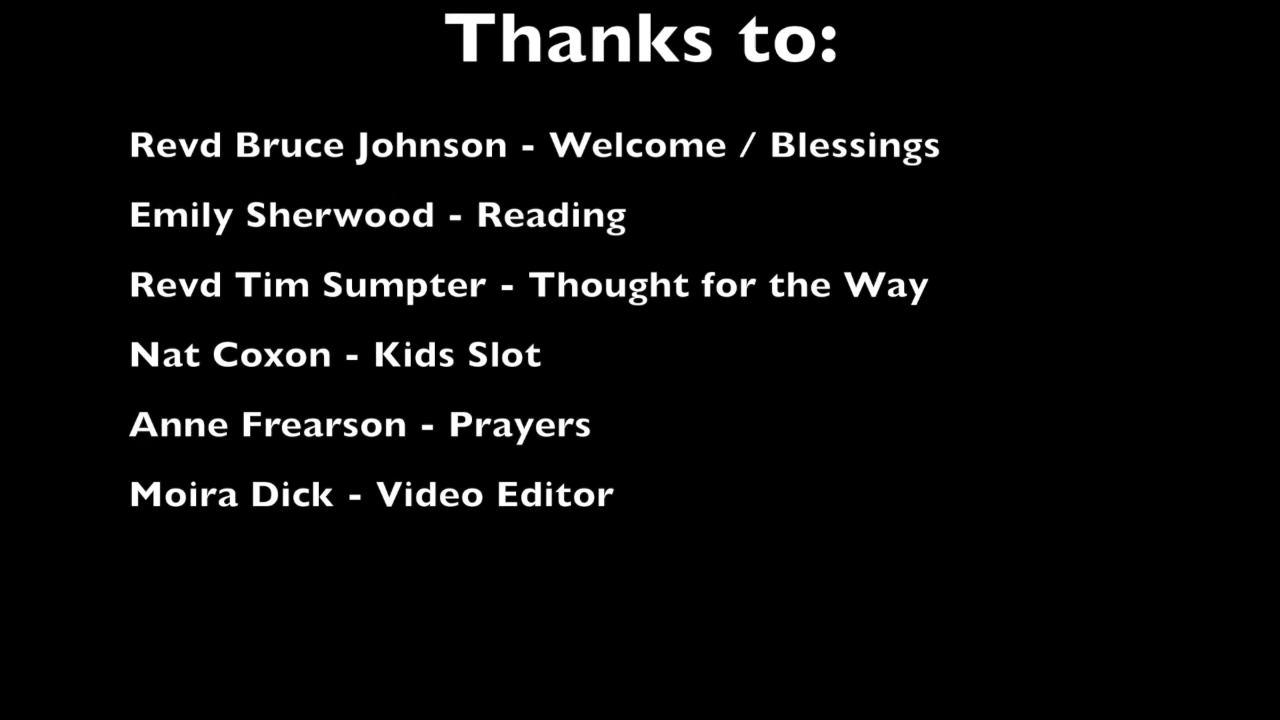 Thanks to:
Revd Bruce Johnson - Welcome / Blessings
Emily Sherwood - Reading
Revd Tim Sumpter - Thought for the Way
Nat Coxon - Kids Slot
Anne Frearson - Prayers
Moira Dick - Video Editor